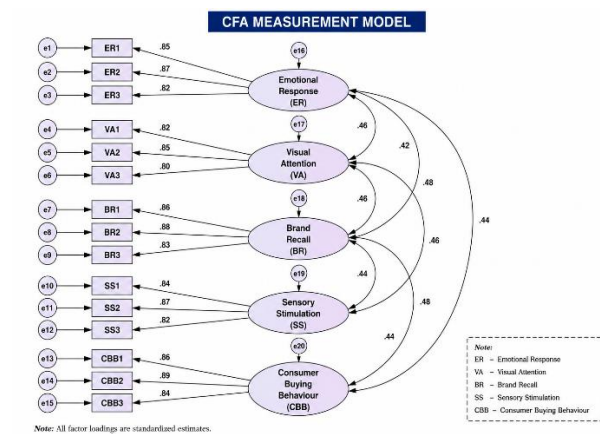 CFA MEASUREMENT MODEL
e1 ER1 .85
e2 ER2 .87
e3 ER3 .82
e16
Emotional
Response
(ER)
e4 VA1 .82
e5 VA2 .85
e6 VA3 .80
e17
Visual
Attention
(VA)
e7 BR1 .86
e8 BR2 .88
e9 BR3 .83
e18
Brand
Recall
(BR)
e10 SS1 .84
e11 SS2 .87
e12 SS3 .82
e19
Sensory
Stimulation
(SS)
e13 CBB1 .86
e14 CBB2 .89
e15 CBB3 .84
e20
Consumer
Buying
Behaviour
(CBB)
.46
.42
.48
.44
.46
.46
.44
.48
.44
Note:
ER – Emotional Response
VA – Visual Attention
BR – Brand Recall
SS – Sensory Stimulation
CBB – Consumer Buying Behaviour
Note: All factor loadings are standardized estimates.